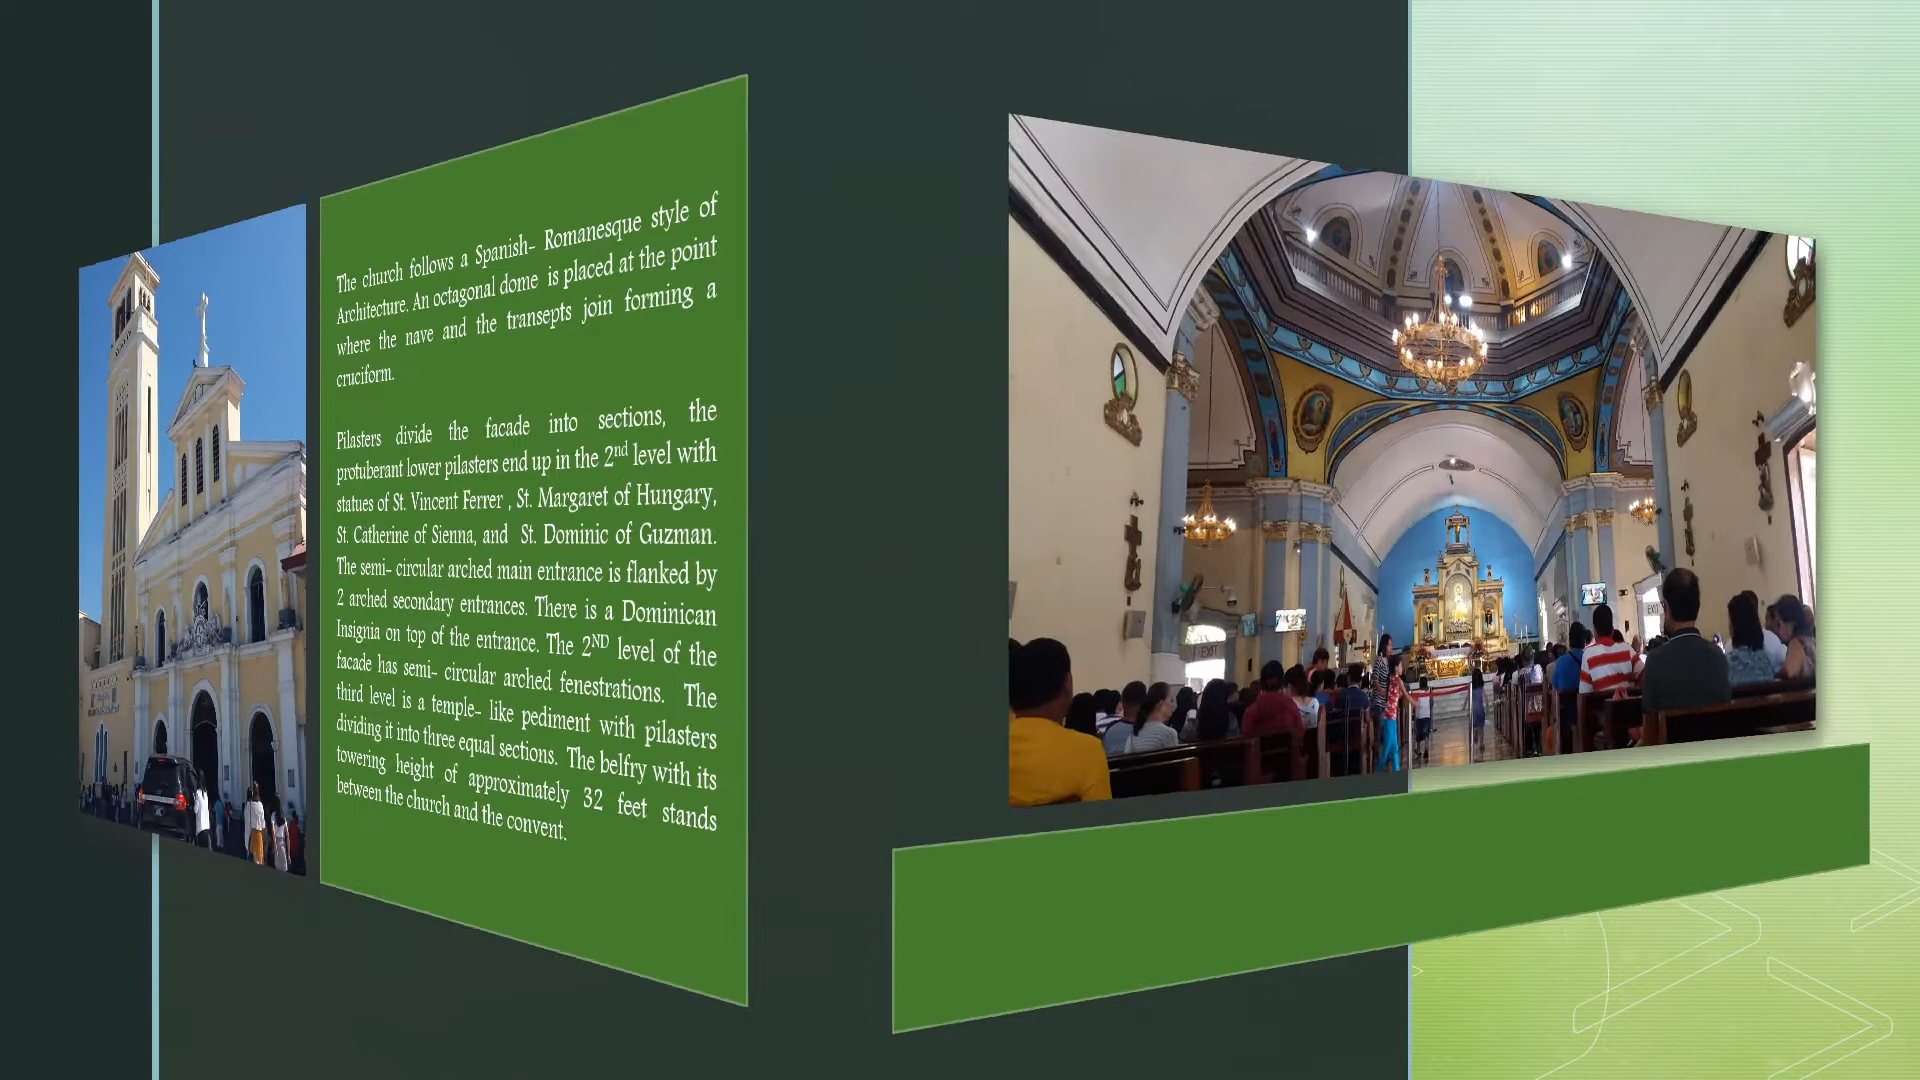 The church follows a Spanish- Romanesque style of
Architecture. An octagonal dome is placed at the point
where the nave and the transepts join forming a
cruciform.
Pilasters divide the facade into sections, the
protuberant lower pilasters end up in the 2nd level with
statues of St. Vincent Ferrer , St. Margaret of Hungary,
St. Catherine of Sienna, and St. Dominic of Guzman.
The semi- circular arched main entrance is flanked by
2 arched secondary entrances. There is a Dominican
Insignia on top of the entrance. The 2ND level of the
facade has semi- circular arched fenestrations. The
third level is a temple- like pediment with pilasters
dividing it into three equal sections. The belfry with its
towering height of approximately 32 feet stands
between the church and the convent.
EXIT
EXIT